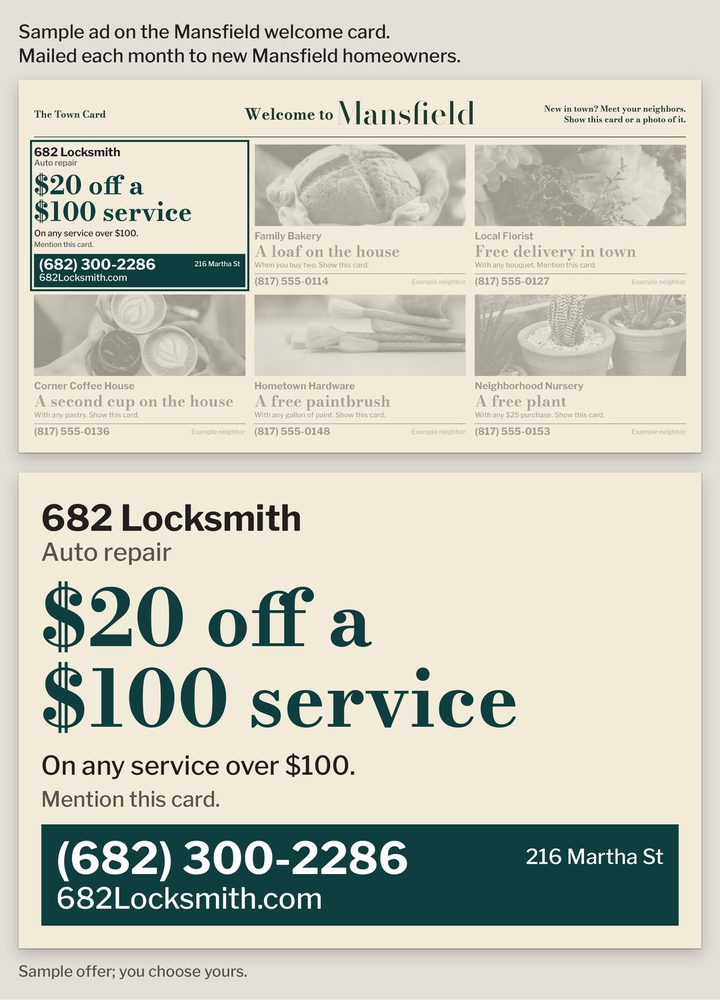 Sample ad on the Mansfield welcome card.
Mailed each month to new Mansfield homeowners.
The Town Card
Welcome to Mansfield
New in town? Meet your neighbors.
Show this card or a photo of it.
682 Locksmith
Auto repair
$20 off a
$100 service
On any service over $100.
Mention this card.
(682) 300-2286
216 Martha St
682Locksmith.com
Family Bakery
A loaf on the house
When you buy two. Show this card.
(817) 555-0114
Example neighbor
Local Florist
Free delivery in town
With any bouquet. Mention this card.
(817) 555-0127
Example neighbor
Corner Coffee House
A second cup on the house
With any pastry. Show this card.
(817) 555-0136
Example neighbor
Hometown Hardware
A free paintbrush
With any gallon of paint. Show this card.
(817) 555-0148
Example neighbor
Neighborhood Nursery
A free plant
With any $25 purchase. Show this card.
(817) 555-0153
Example neighbor
682 Locksmith
Auto repair
$20 off a
$100 service
On any service over $100.
Mention this card.
(682) 300-2286
216 Martha St
682Locksmith.com
Sample offer; you choose yours.